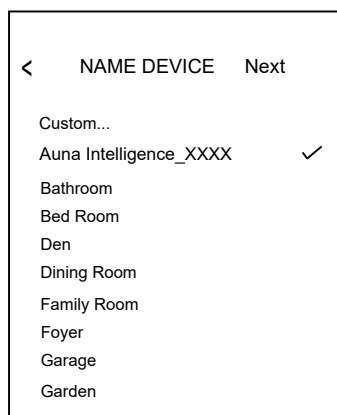 < NAME DEVICE Next
Custom...
Auna Intelligence_XXXX
Bathroom
Bed Room
Den
Dining Room
Family Room
Foyer
Garage
Garden